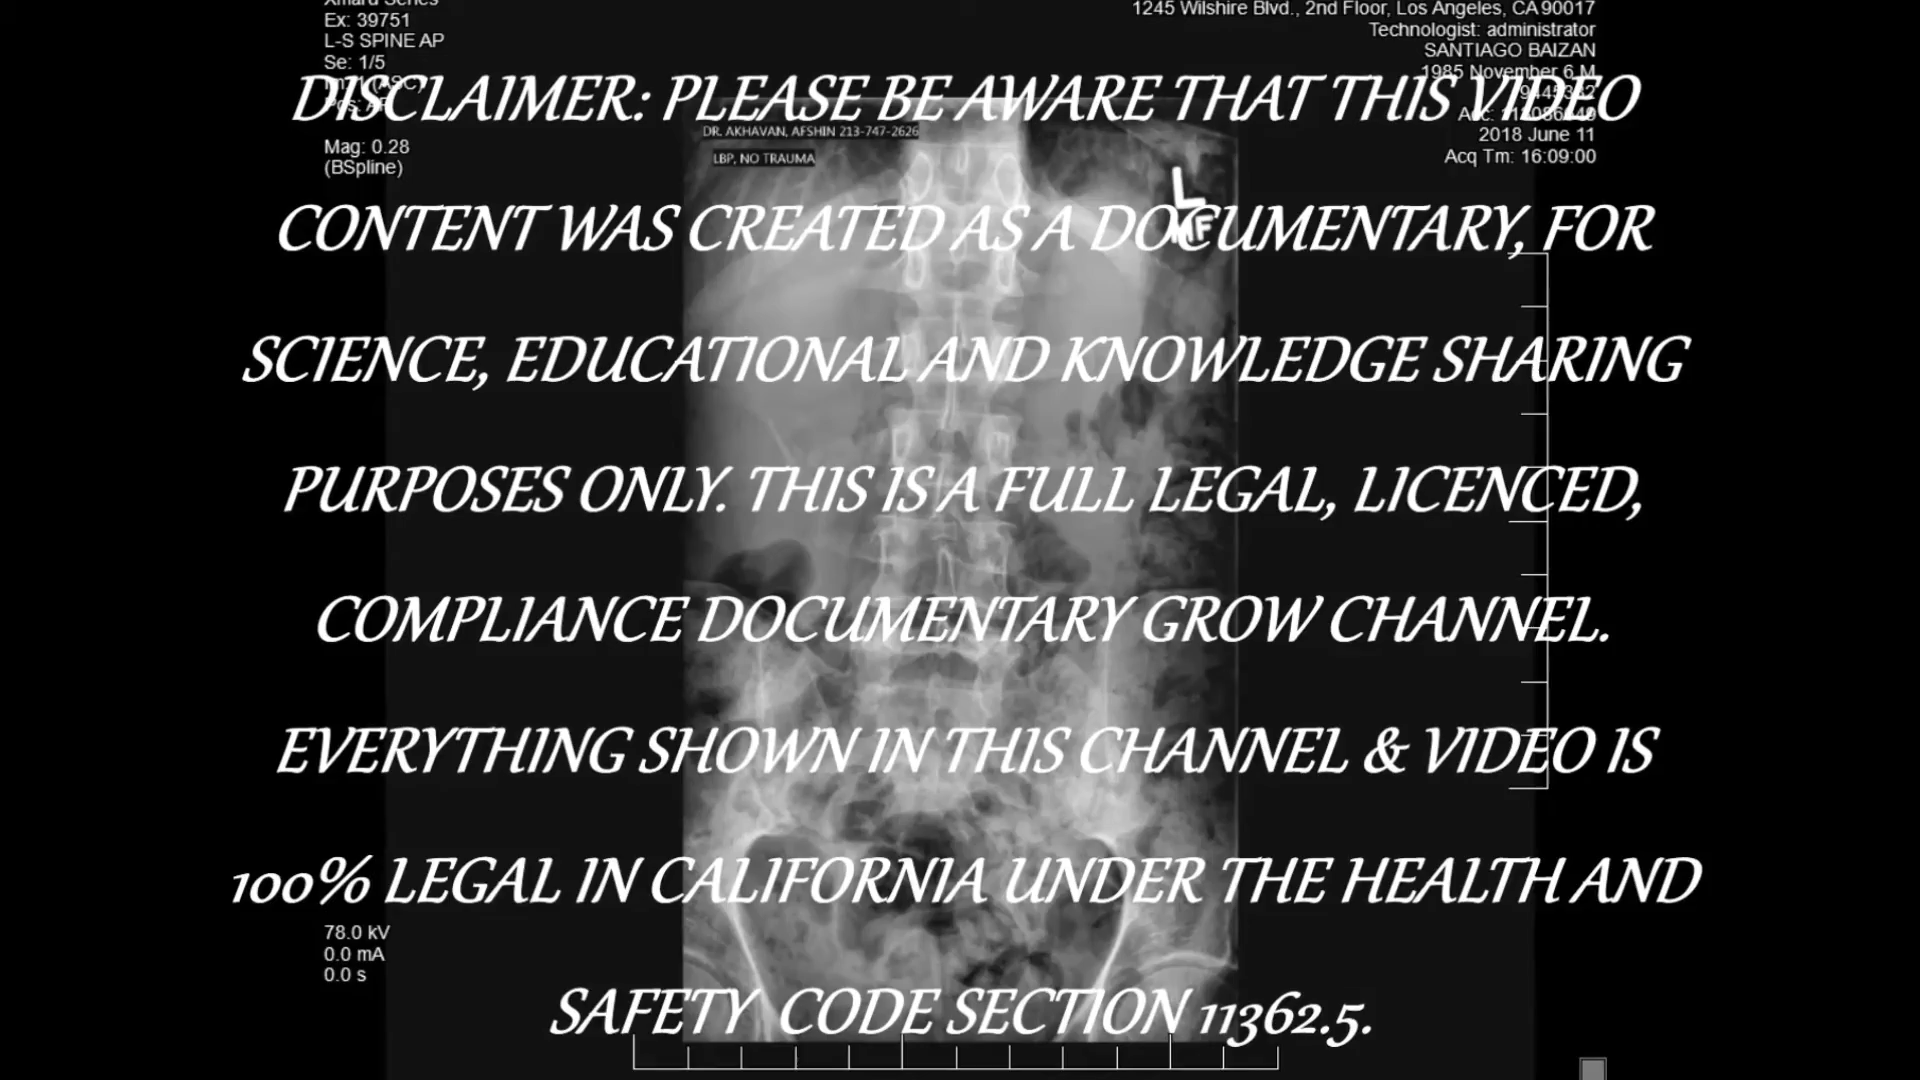 Ex: 39751
L-S SPINE AP
Se: 1/5
Mag: 0.28
(BSpline)
1245 Wilshire Blvd., 2nd Floor, Los Angeles, CA 90017
Technologist: administrator
SANTIAGO BAIZAN
1985 November 6 M
2018 June 11
Acq Tm: 16:09:00
DR. AKHAVAN, AFSHIN 213-747-2626
LBP, NO TRAUMA
L
MF
DISCLAIMER: PLEASE BE AWARE THAT THIS VIDEO
CONTENT WAS CREATED AS A DOCUMENTARY, FOR
SCIENCE, EDUCATIONAL AND KNOWLEDGE SHARING
PURPOSES ONLY. THIS IS A FULL LEGAL, LICENCED,
COMPLIANCE DOCUMENTARY GROW CHANNEL.
EVERYTHING SHOWN IN THIS CHANNEL & VIDEO IS
100% LEGAL IN CALIFORNIA UNDER THE HEALTH AND
SAFETY CODE SECTION 11362.5.
78.0 kV
0.0 mA
0.0 s